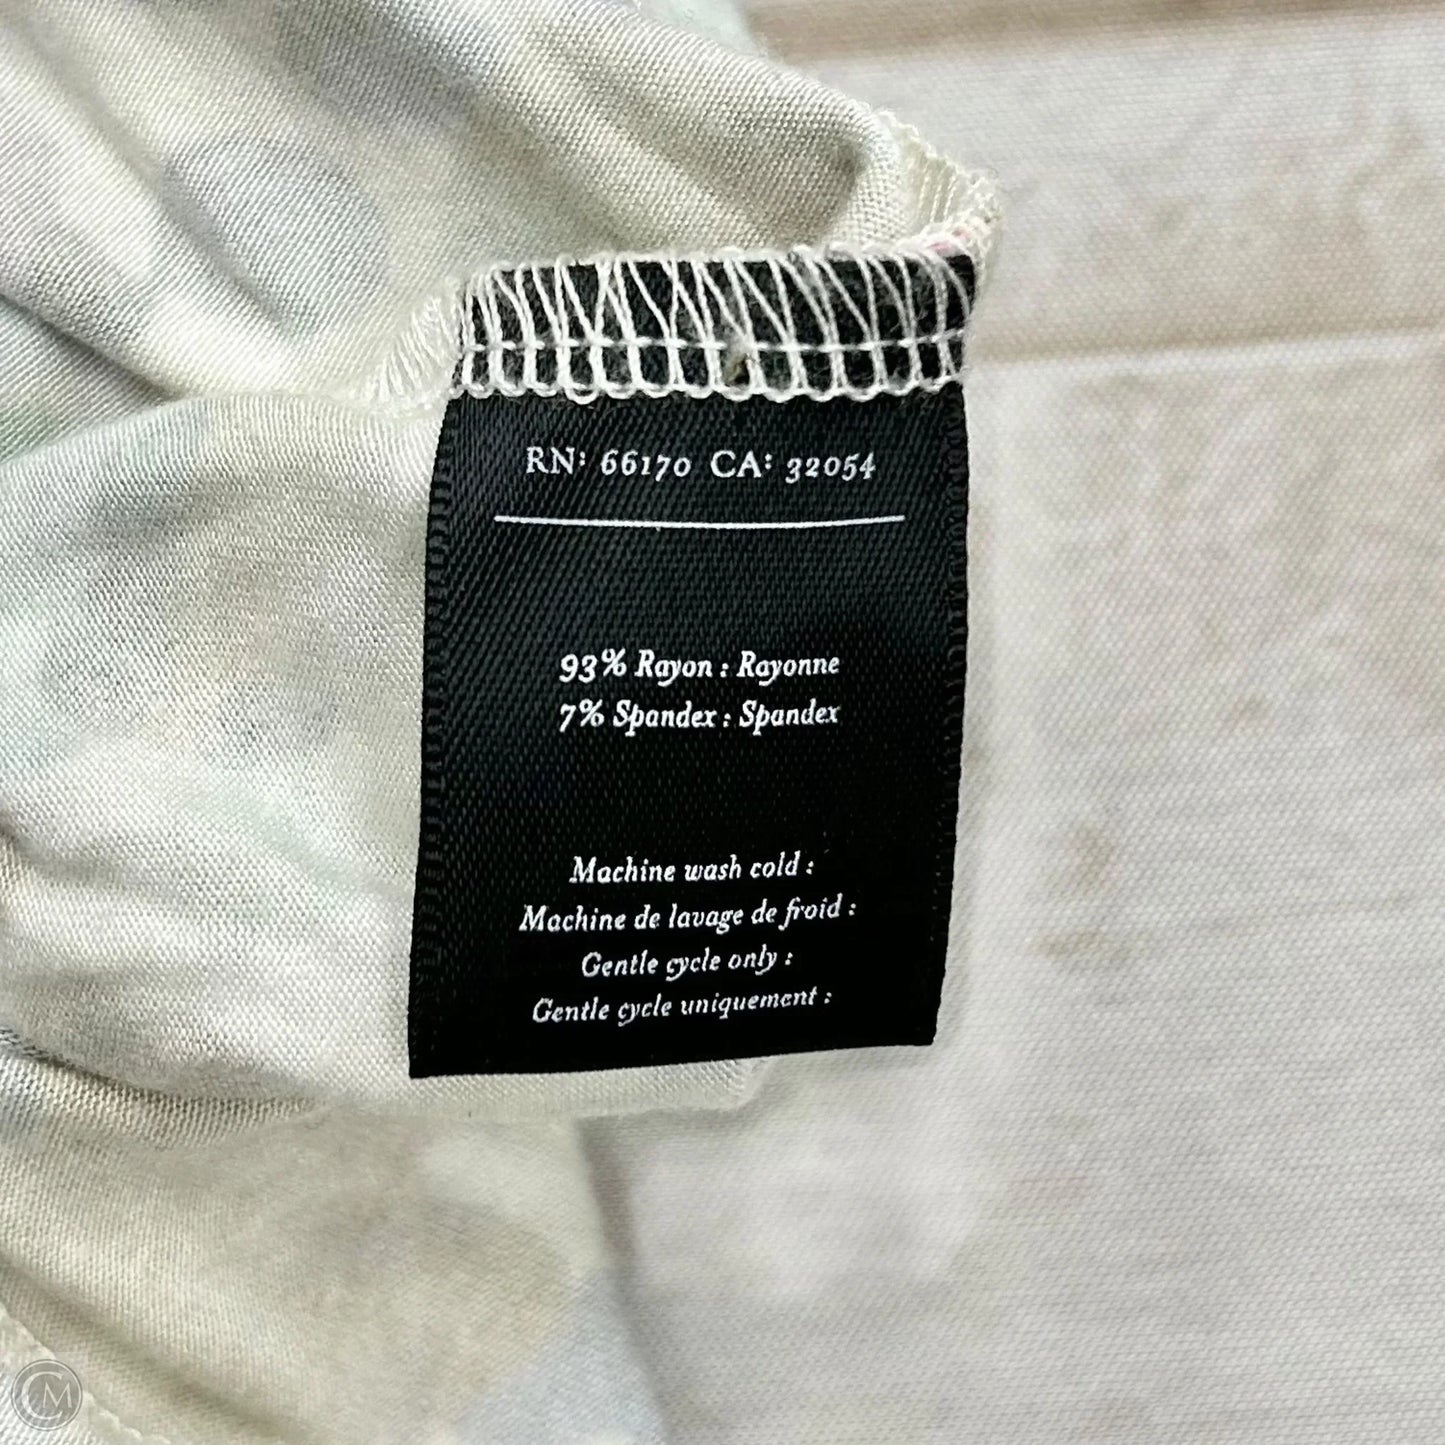 RN: 66170 CA: 32054
93% Rayon : Rayonne
7% Spandex : Spandex
Machine wash cold :
Machine de lavage de froid :
Gentle cycle only :
Gentle cycle uniquement :
CM